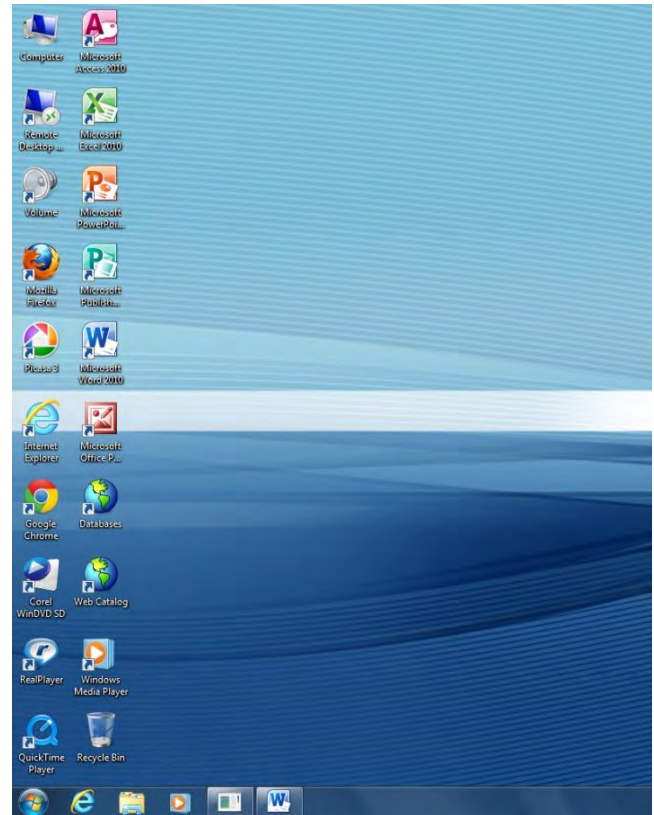 Computer
Microsoft
Access 2010
Remote
Desktop ...
Microsoft
Excel 2010
Volume
Microsoft
PowerPoi...
Mozilla
Firefox
Microsoft
Publish...
Picasa 3
Microsoft
Word 2010
Internet
Explorer
Microsoft
Office P...
Google
Chrome
Databases
Corel
WinDVD SD
Web Catalog
RealPlayer
Windows
Media Player
QuickTime
Player
Recycle Bin